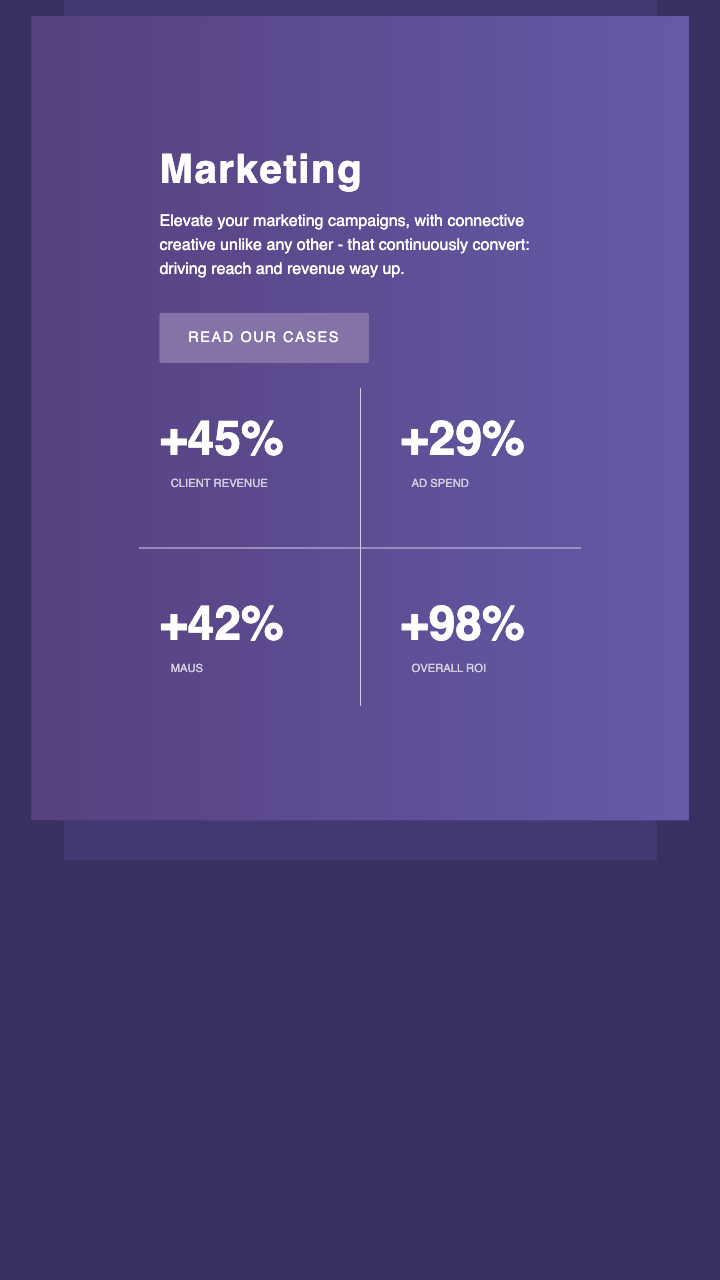 Marketing
Elevate your marketing campaigns, with connective
creative unlike any other - that continuously convert:
driving reach and revenue way up.
READ OUR CASES
+45%
CLIENT REVENUE
+29%
AD SPEND
+42%
MAUS
+98%
OVERALL ROI